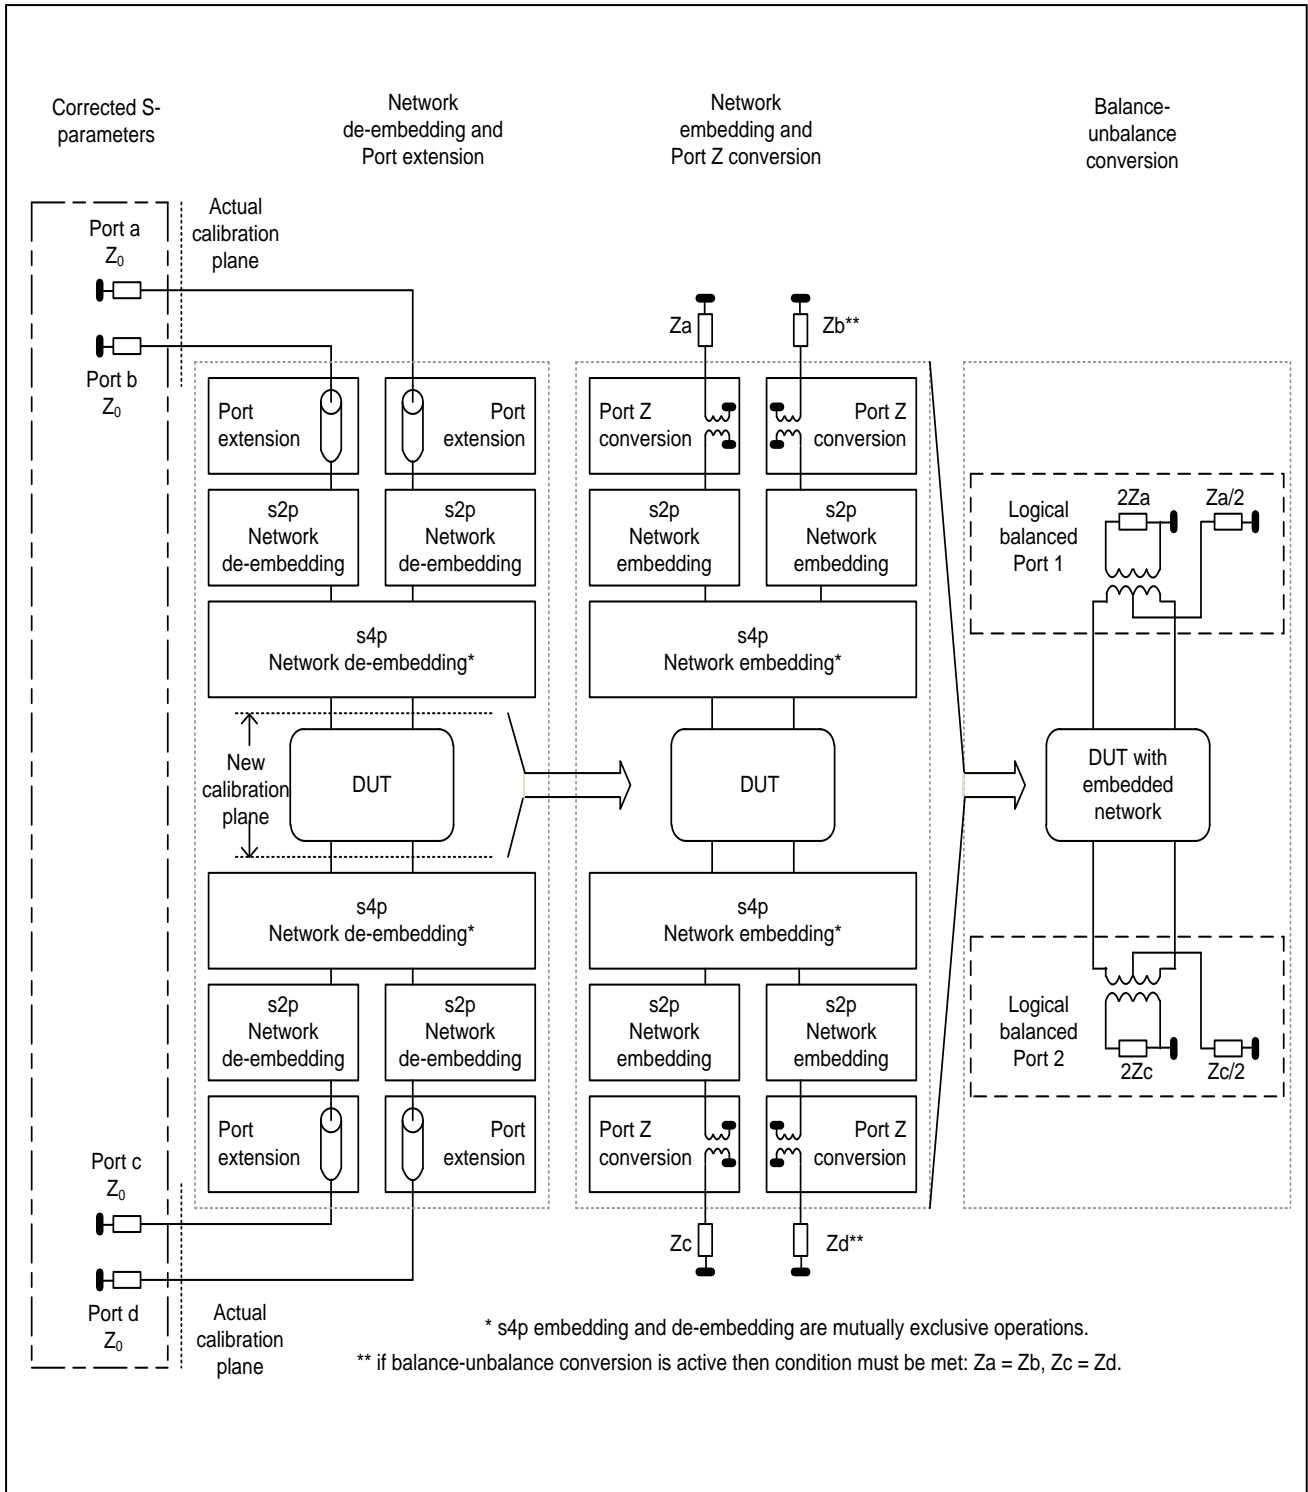 Corrected S-
parameters
Network
de-embedding and
Port extension
Network
embedding and
Port Z conversion
Balance-
unbalance
conversion
Port a
Z0
Actual
calibration
plane
Port b
Z0
Za
Zb**
Port
extension
Port
extension
Port Z
conversion
Port Z
conversion
s2p
Network
de-embedding
s2p
Network
de-embedding
s2p
Network
embedding
s2p
Network
embedding
Logical
balanced
Port 1
2Za
Za/2
s4p
Network de-embedding*
s4p
Network embedding*
New
calibration
plane
DUT
DUT
DUT with
embedded
network
s4p
Network de-embedding*
s4p
Network embedding*
s2p
Network
de-embedding
s2p
Network
de-embedding
s2p
Network
embedding
s2p
Network
embedding
Logical
balanced
Port 2
2Zc
Zc/2
Port
extension
Port
extension
Port Z
conversion
Port Z
conversion
Port c
Z0
Zc
Zd**
Port d
Z0
Actual
calibration
plane
* s4p embedding and de-embedding are mutually exclusive operations.
** if balance-unbalance conversion is active then condition must be met: Za = Zb, Zc = Zd.